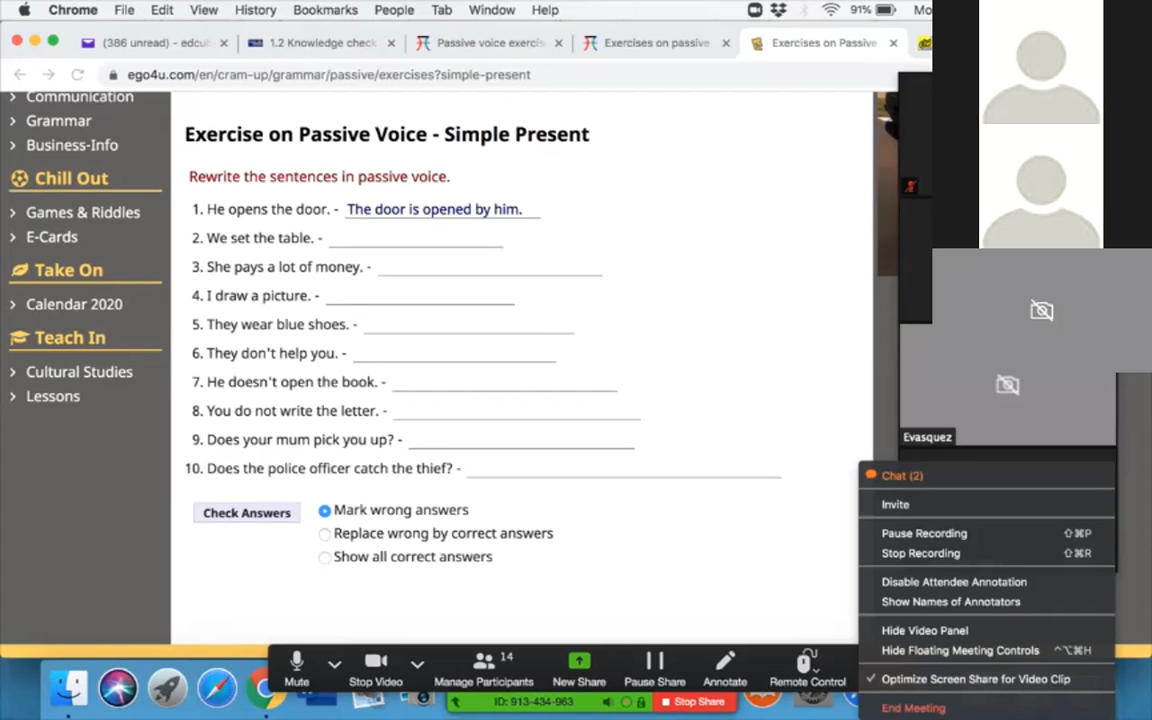 Chrome File Edit View History Bookmarks People Tab Window Help 91% Mo
(386 unread) - edcu × 1.2 Knowledge check × Passive voice exercis × Exercises on passive × Exercises on Passive ×
ego4u.com/en/cram-up/grammar/passive/exercises?simple-present
Communication
Grammar
Business-Info
Chill Out
Games & Riddles
E-Cards
Take On
Calendar 2020
Teach In
Cultural Studies
Lessons
Exercise on Passive Voice - Simple Present
Rewrite the sentences in passive voice.
1. He opens the door. - The door is opened by him.
2. We set the table. -
3. She pays a lot of money. -
4. I draw a picture. -
5. They wear blue shoes. -
6. They don't help you. -
7. He doesn't open the book. -
8. You do not write the letter. -
9. Does your mum pick you up? -
10. Does the police officer catch the thief? -
Check Answers
Mark wrong answers
Replace wrong by correct answers
Show all correct answers
Evasquez
Chat (2)
Invite
Pause Recording ⇧⌘P
Stop Recording ⇧⌘R
Disable Attendee Annotation
Show Names of Annotators
Hide Video Panel
Hide Floating Meeting Controls ^⌥⌘H
✓ Optimize Screen Share for Video Clip
End Meeting
14
Mute Stop Video Manage Participants New Share Pause Share Annotate Remote Control
ID: 913-434-963 Stop Share